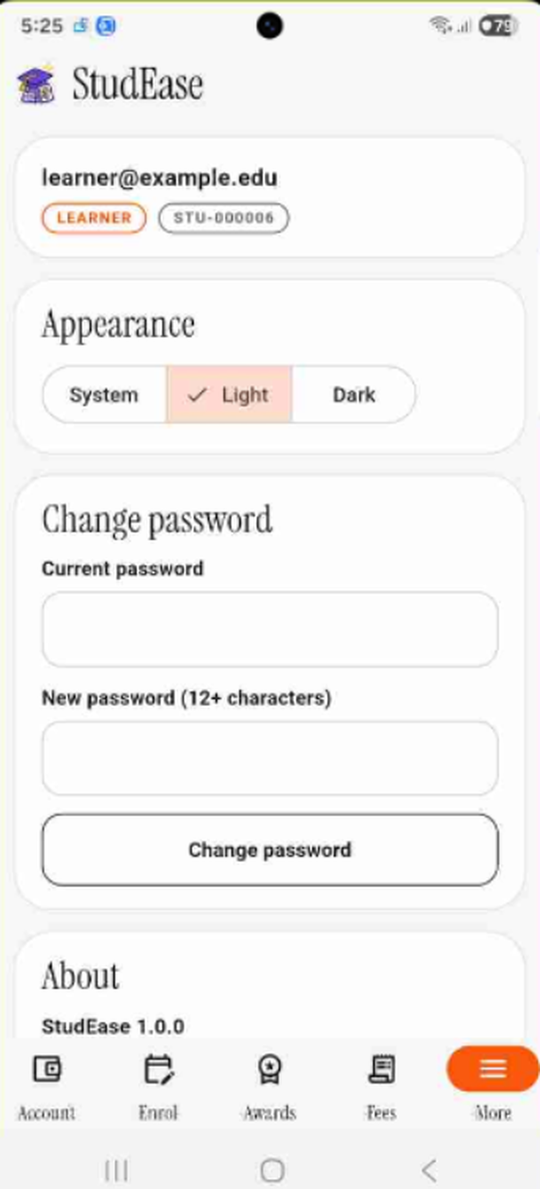 5:25
79
StudEase
learner@example.edu
LEARNER STU-000006
Appearance
System Light Dark
Change password
Current password
New password (12+ characters)
Change password
About
StudEase 1.0.0
Account Enrol Awards Fees More